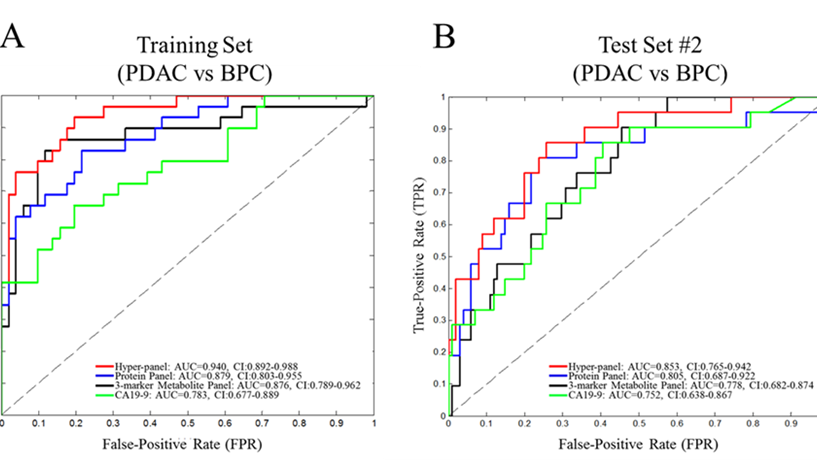 A
Training Set
(PDAC vs BPC)
Hyper-panel: AUC=0.940, CI:0.892-0.988
Protein Panel: AUC=0.879, CI:0.803-0.955
3-marker Metabolite Panel: AUC=0.876, CI:0.789-0.962
CA19-9: AUC=0.783, CI:0.677-0.889
0 0.1 0.2 0.3 0.4 0.5 0.6 0.7 0.8 0.9 1
False-Positive Rate (FPR)
B
Test Set #2
(PDAC vs BPC)
True-Positive Rate (TPR)
1
0.9
0.8
0.7
0.6
0.5
0.4
0.3
0.2
0.1
0
Hyper-panel: AUC=0.853, CI:0.765-0.942
Protein Panel: AUC=0.805, CI:0.687-0.922
3-marker Metabolite Panel: AUC=0.778, CI:0.682-0.874
CA19-9: AUC=0.752, CI:0.638-0.867
0 0.1 0.2 0.3 0.4 0.5 0.6 0.7 0.8 0.9
False-Positive Rate (FPR)